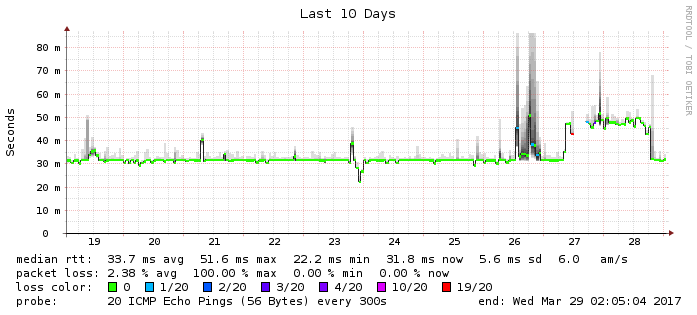 Last 10 Days
RRDTOOL / TOBI OETIKER
Seconds
80 m
70 m
60 m
50 m
40 m
30 m
20 m
10 m
0
19 20 21 22 23 24 25 26 27 28
median rtt: 33.7 ms avg 51.6 ms max 22.2 ms min 31.8 ms now 5.6 ms sd 6.0 am/s
packet loss: 2.38 % avg 100.00 % max 0.00 % min 0.00 % now
loss color: 0 1/20 2/20 3/20 4/20 10/20 19/20
probe: 20 ICMP Echo Pings (56 Bytes) every 300s end: Wed Mar 29 02:05:04 2017